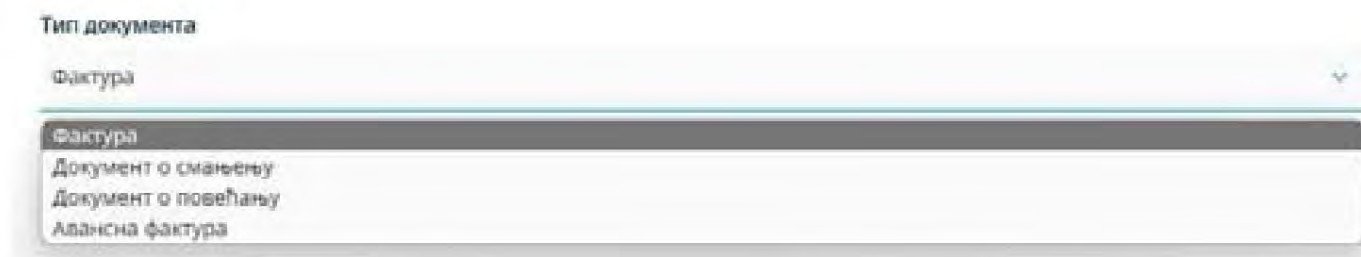 Тип документа
Фактура
Фактура
Документ о смањењу
Документ о повећању
Авансна фактура